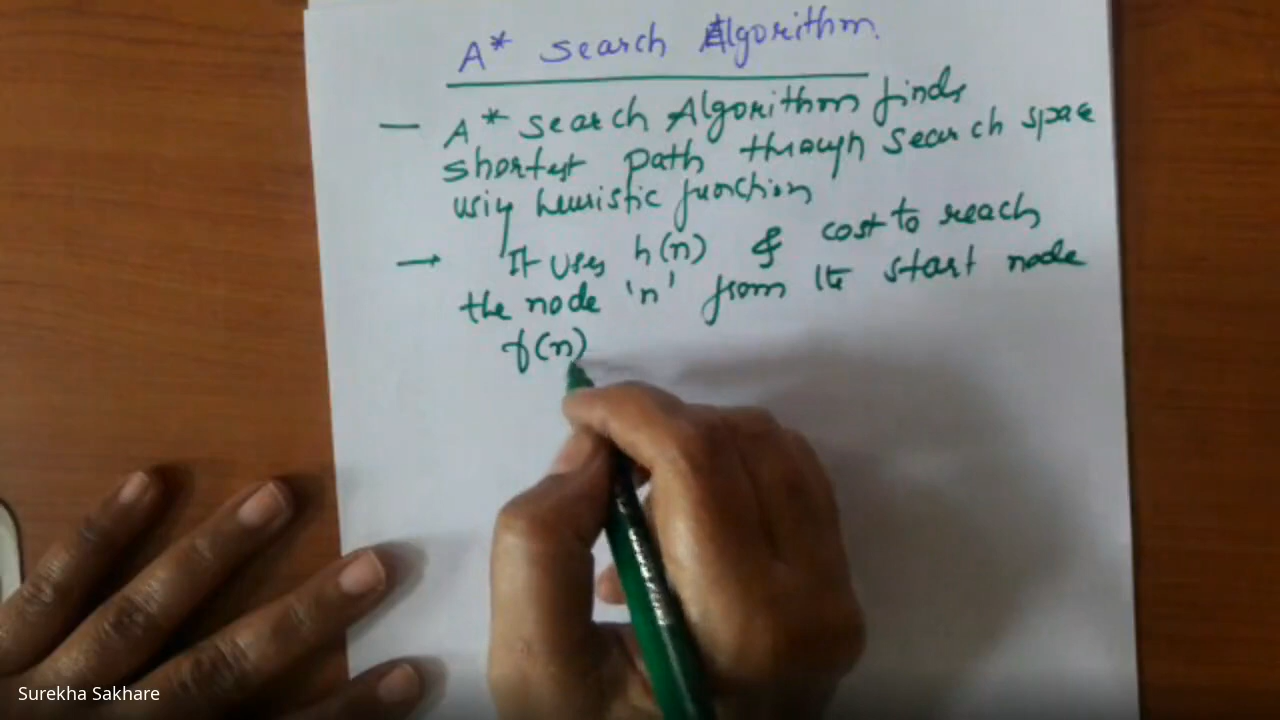 A* search Algorithm.
— A* search Algorithm finds
shortest path through search space
using heuristic function
→ It uses h(n) & cost to reach
the node 'n' from the start node
f(n)
Surekha Sakhare